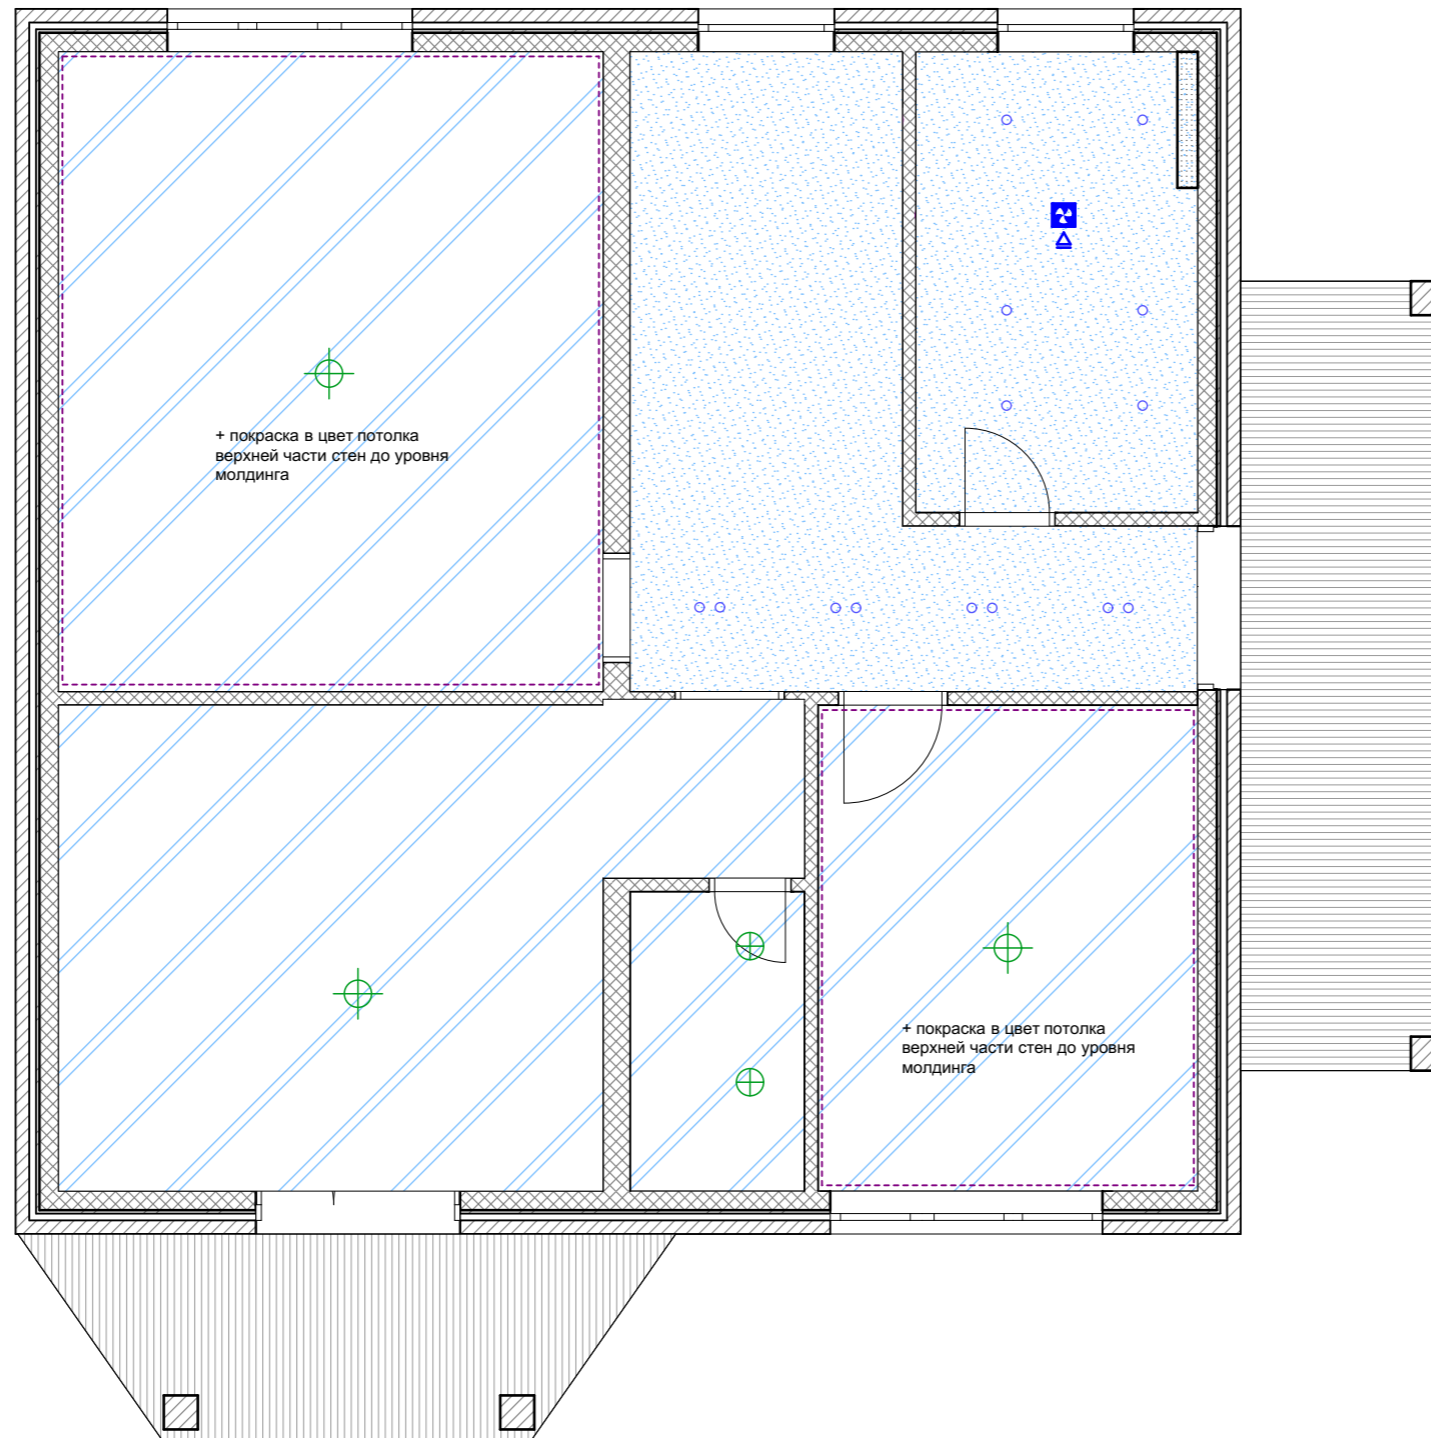 + покраска в цвет потолка
верхней части стен до уровня
молдинга
+ покраска в цвет потолка
верхней части стен до уровня
молдинга